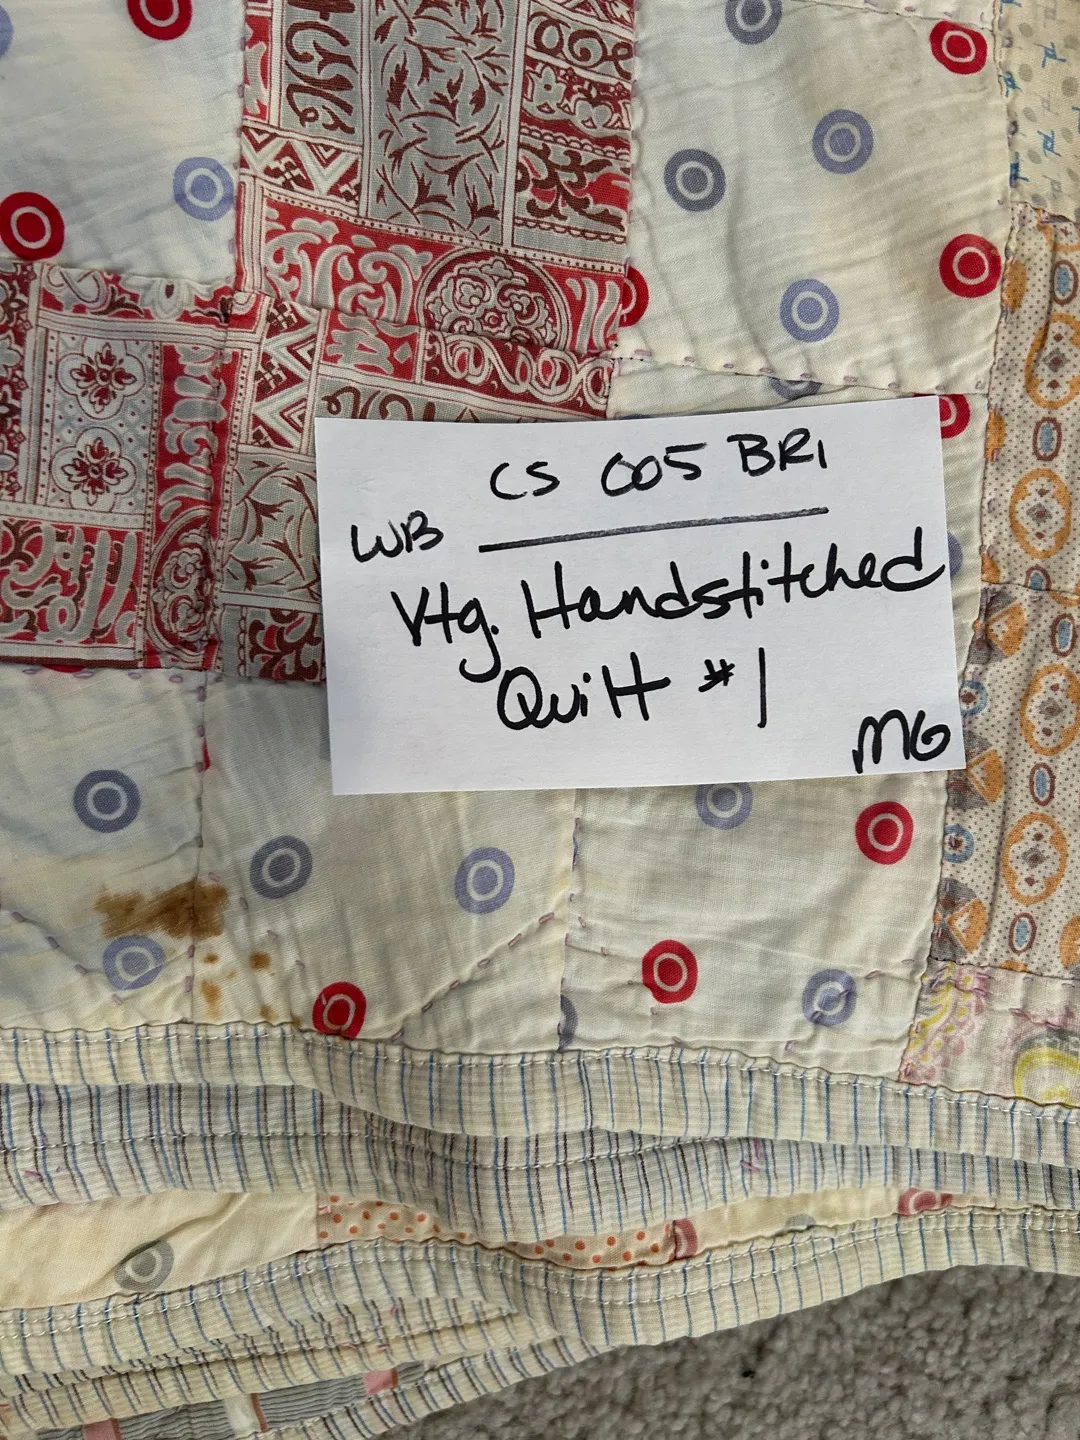 CS 005 BR1
WB
Vtg. Handstitched
Quilt #1
MG